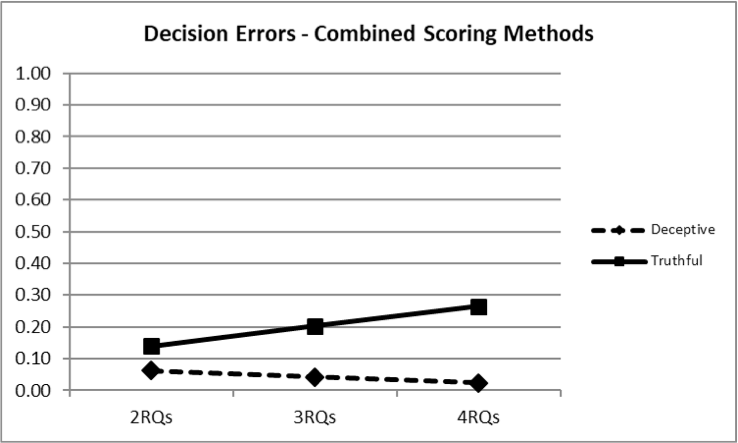 Decision Errors - Combined Scoring Methods
1.00
0.90
0.80
0.70
0.60
0.50
0.40
0.30
0.20
0.10
0.00
2RQs 3RQs 4RQs
Deceptive
Truthful